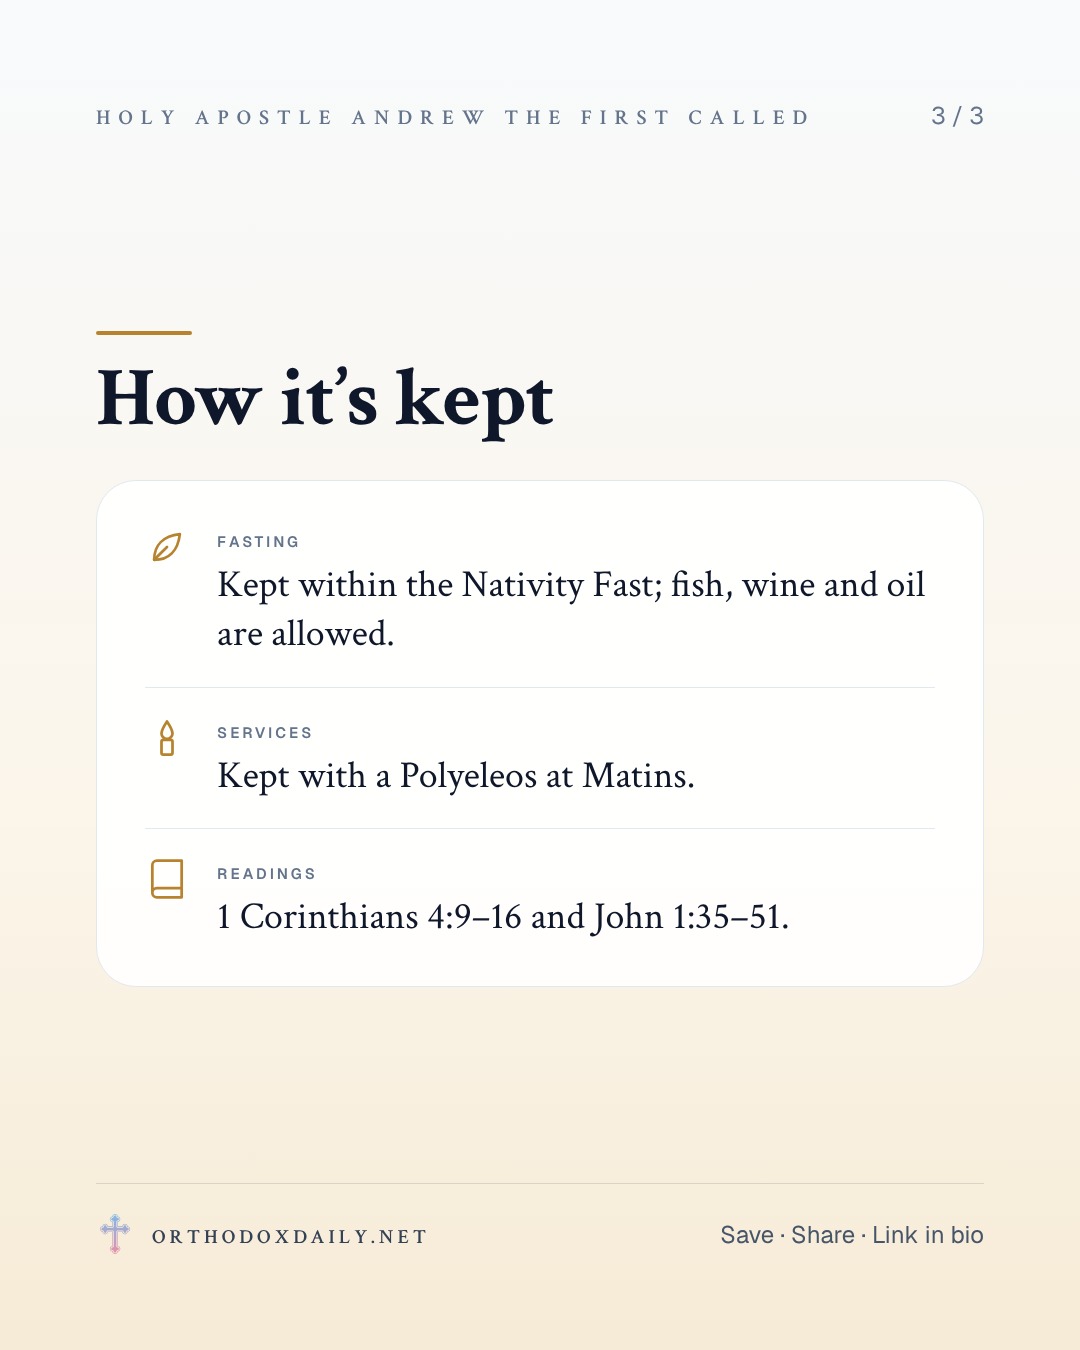 HOLY APOSTLE ANDREW THE FIRST CALLED 3 / 3
How it’s kept
FASTING
Kept within the Nativity Fast; fish, wine and oil
are allowed.
SERVICES
Kept with a Polyeleos at Matins.
READINGS
1 Corinthians 4:9–16 and John 1:35–51.
ORTHODOXDAILY.NET Save · Share · Link in bio